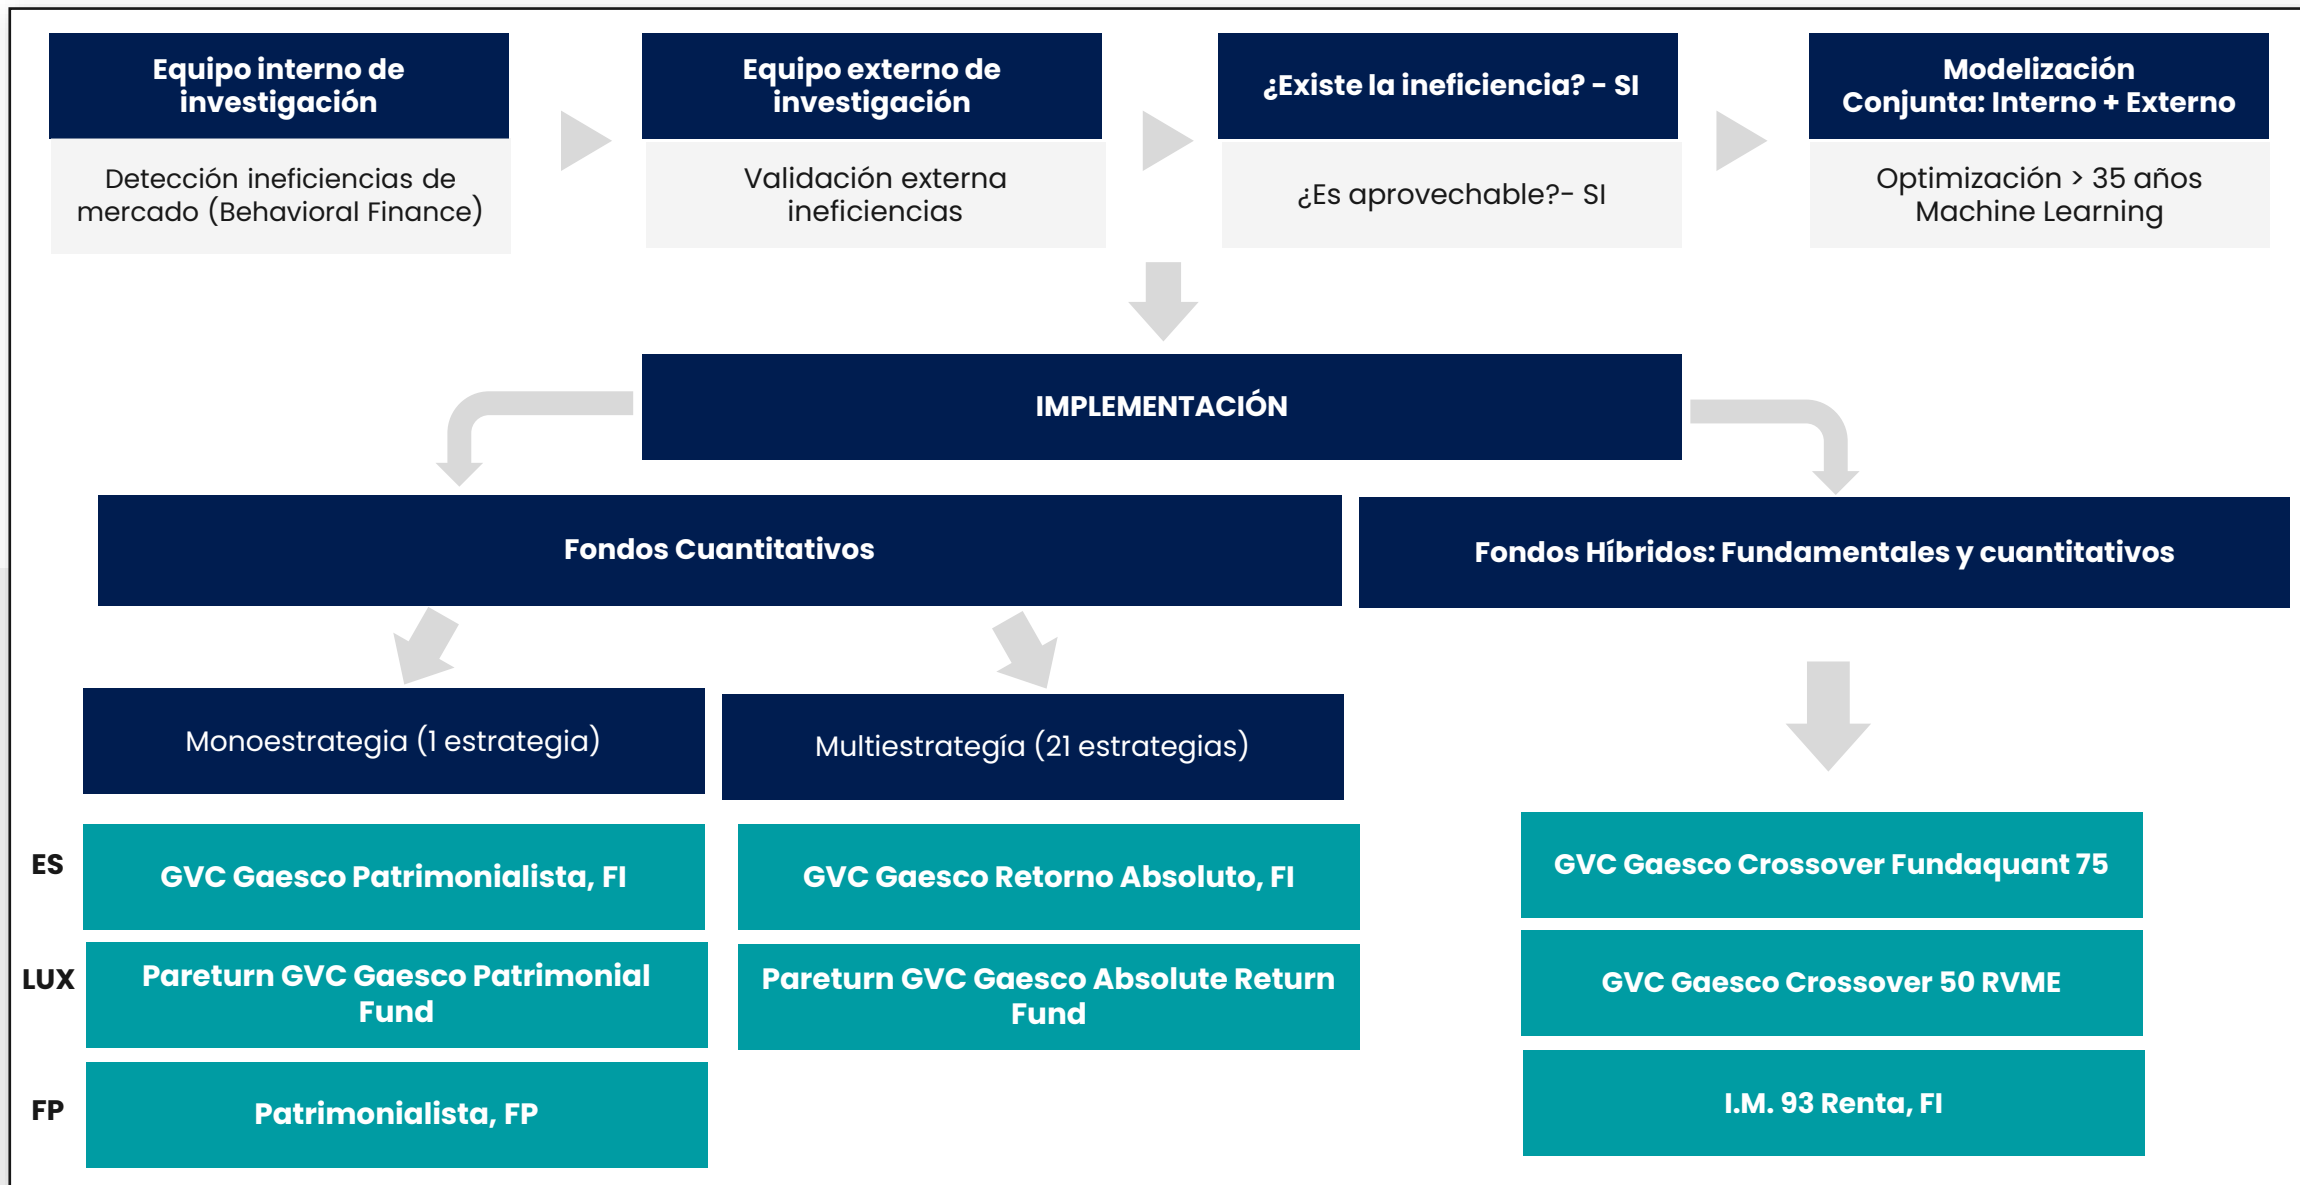 Equipo interno de
investigación
Detección ineficiencias de
mercado (Behavioral Finance)
Equipo externo de
investigación
Validación externa
ineficiencias
¿Existe la ineficiencia? - SI
¿Es aprovechable?- SI
Modelización
Conjunta: Interno + Externo
Optimización > 35 años
Machine Learning
IMPLEMENTACIÓN
Fondos Cuantitativos
Fondos Híbridos: Fundamentales y cuantitativos
Monoestrategia (1 estrategia)
Multiestrategía (21 estrategias)
ES
GVC Gaesco Patrimonialista, FI
GVC Gaesco Retorno Absoluto, FI
GVC Gaesco Crossover Fundaquant 75
LUX
Pareturn GVC Gaesco Patrimonial
Fund
Pareturn GVC Gaesco Absolute Return
Fund
GVC Gaesco Crossover 50 RVME
FP
Patrimonialista, FP
I.M. 93 Renta, FI